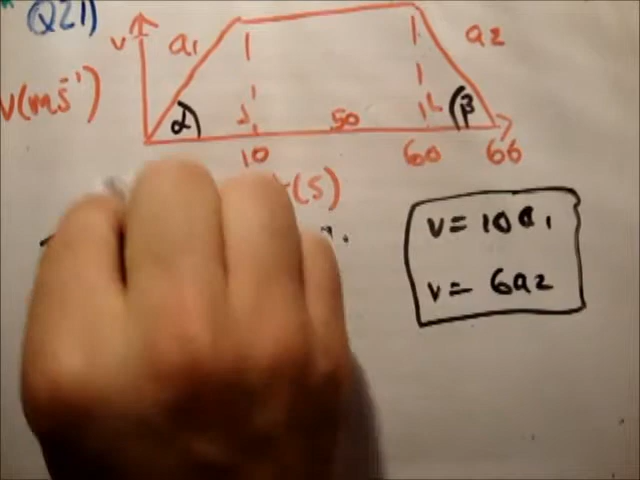 Q21)
v a1 a2
v(ms⁻¹)
α 50 β
10 60 66
t(s)
v = 10a1
v = 6a2